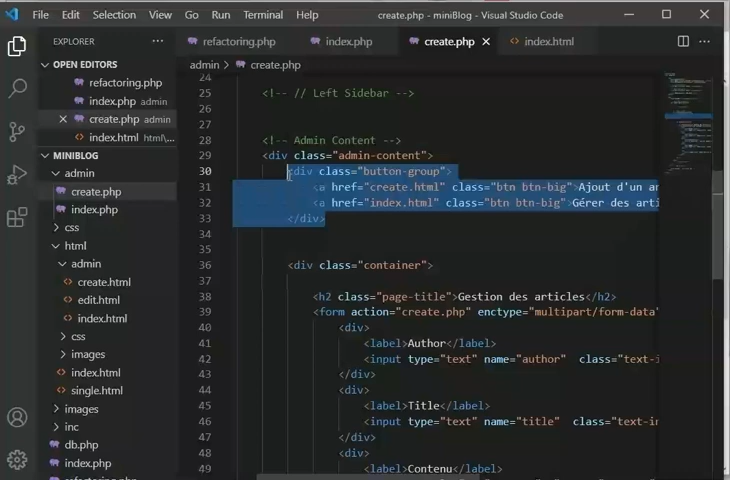 File Edit Selection View Go Run Terminal Help create.php - miniBlog - Visual Studio Code
EXPLORER
OPEN EDITORS
refactoring.php
index.php admin
create.php admin
index.html html\...
MINIBLOG
admin
create.php
index.php
css
html
admin
create.html
edit.html
index.html
css
images
index.html
single.html
images
inc
db.php
index.php
refactoring.php index.php create.php index.html
admin > create.php
24
25 <!-- // Left Sidebar -->
26
27
28 <!-- Admin Content -->
29 <div class="admin-content">
30 <div class="button-group">
31 <a href="create.html" class="btn btn-big">Ajout d'un ar
32 <a href="index.html" class="btn btn-big">Gérer des arti
33 </div>
34
35
36 <div class="container">
37
38 <h2 class="page-title">Gestion des articles</h2>
39 <form action="create.php" enctype="multipart/form-data"
40 <div>
41 <label>Author</label>
42 <input type="text" name="author" class="text-i
43 </div>
44 <div>
45 <label>Title</label>
46 <input type="text" name="title" class="text-in
47 </div>
48 <div>
49 <label>Contenu</label>